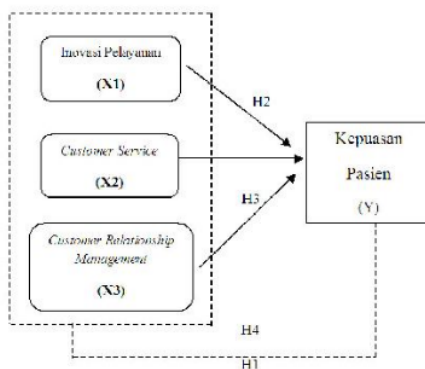 Inovasi Pelayanan
(X1)
H2
Customer Service
(X2)
Kepuasan
Pasien
(Y)
H3
Customer Relationship
Management
(X3)
H4
H1